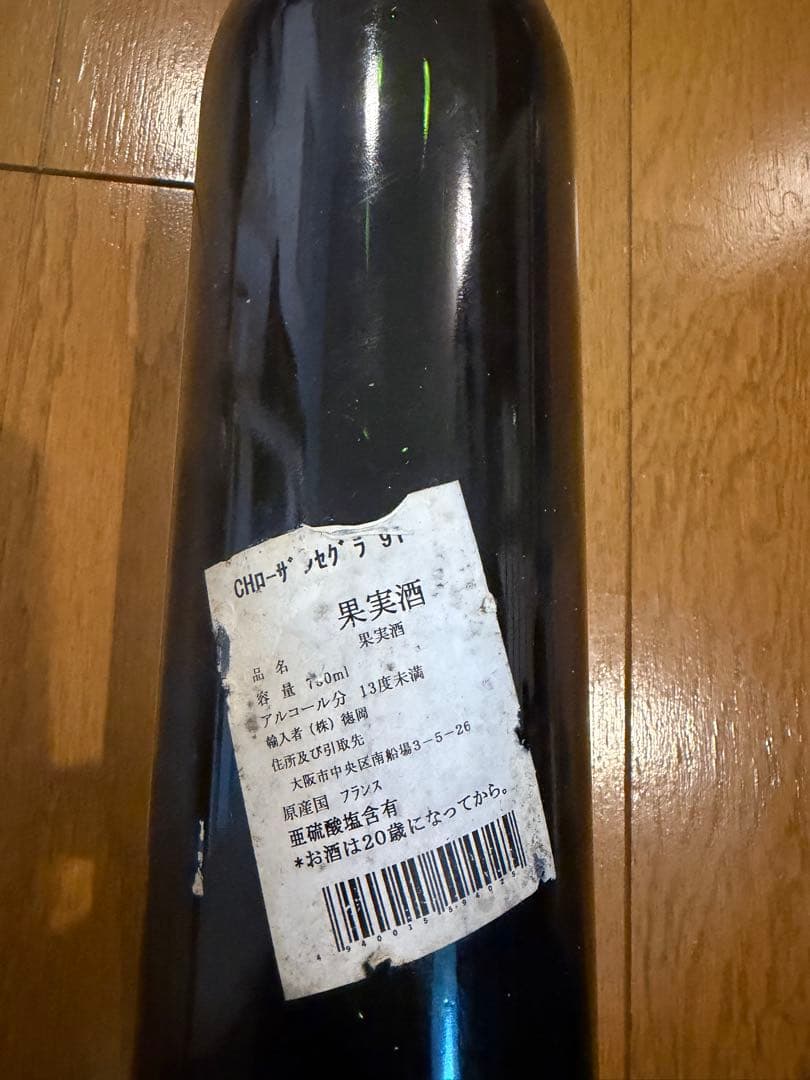 CHローザンセグラ 91
果実酒
果実酒
品 名
容 量 750ml
アルコール分 13度未満
輸入者 (株) 徳岡
住所及び引取先
大阪市中央区南船場3-5-26
原産国 フランス
亜硫酸塩含有
*お酒は20歳になってから。
4940015594025